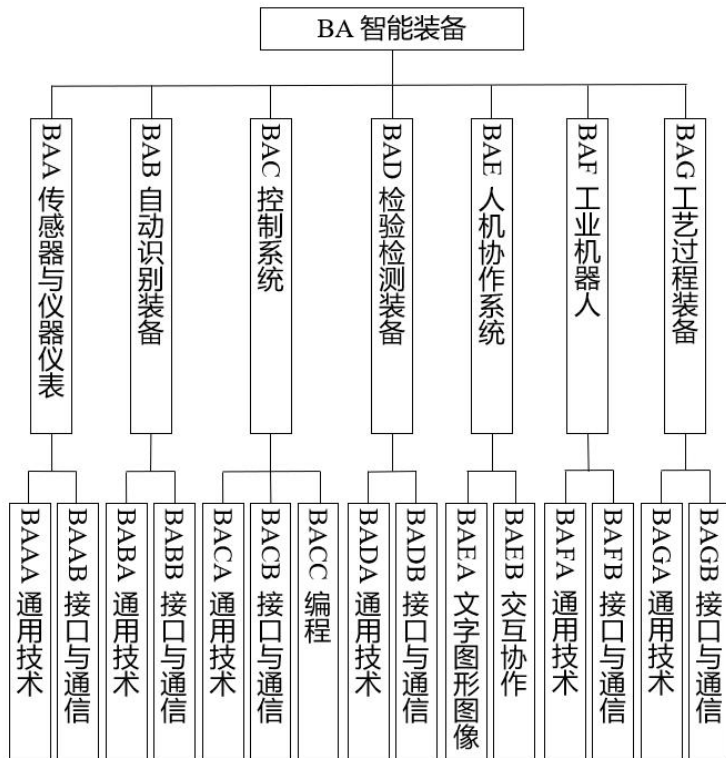 BA 智能装备
BAA 传感器与仪器仪表
BAB 自动识别装备
BAC 控制系统
BAD 检验检测装备
BAE 人机协作系统
BAF 工业机器人
BAG 工艺过程装备
BAAA 通用技术
BAAB 接口与通信
BABA 通用技术
BABB 接口与通信
BACA 通用技术
BACB 接口与通信
BACC 编程
BADA 通用技术
BADB 接口与通信
BAEA 文字图形图像
BAEB 交互协作
BAFA 通用技术
BAFB 接口与通信
BAGA 通用技术
BAGB 接口与通信